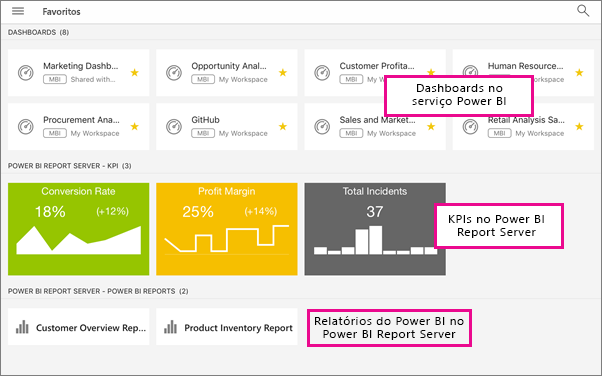 Favoritos
DASHBOARDS (8)
Marketing Dashb...
MBI Shared with...
Opportunity Anal...
MBI My Workspace
Customer Profita...
MBI My Wo
Human Resource...
Dashboards no
serviço Power BI
Procurement Ana...
MBI My Workspace
GitHub
MBI My Workspace
Sales and Market...
MBI My Workspace
Retail Analysis Sa...
MBI My Workspace
POWER BI REPORT SERVER - KPI (3)
Conversion Rate
18% (+12%)
Profit Margin
25% (+14%)
Total Incidents
37
KPIs no Power BI
Report Server
POWER BI REPORT SERVER - POWER BI REPORTS (2)
Customer Overview Rep...
Product Inventory Report
Relatórios do Power BI no
Power BI Report Server